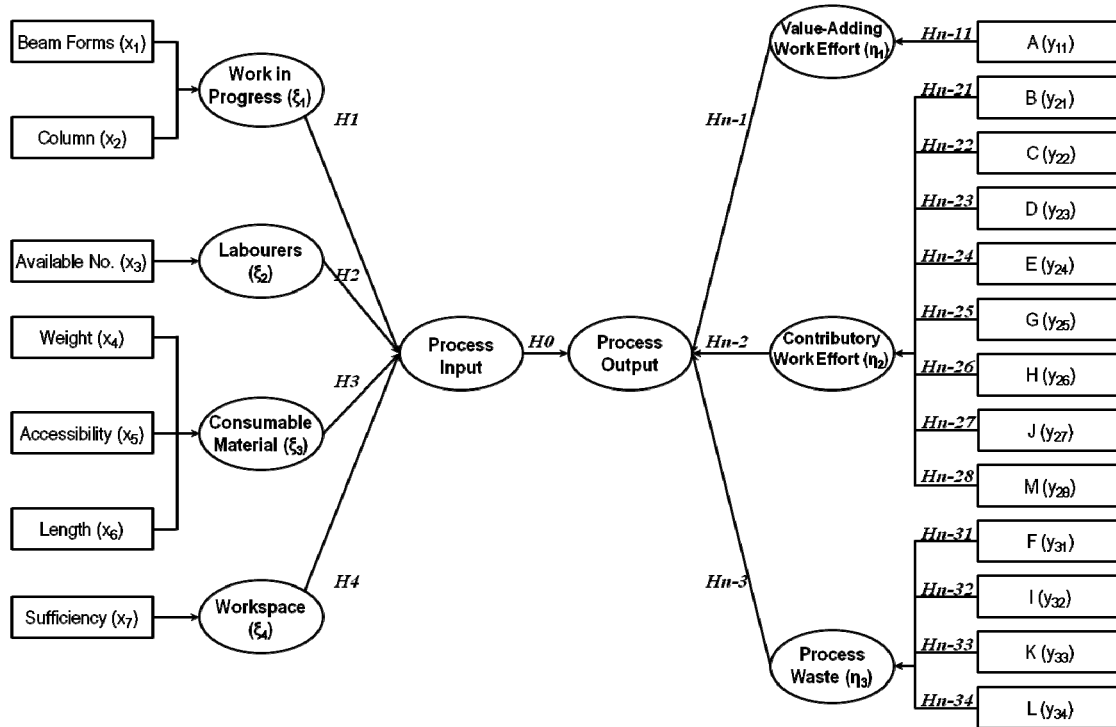 Beam Forms (x₁)
Column (x₂)
Available No. (x₃)
Weight (x₄)
Accessibility (x₅)
Length (x₆)
Sufficiency (x₇)
Work in
Progress (ξ₁)
Labourers
(ξ₂)
Consumable
Material (ξ₃)
Workspace
(ξ₄)
H1
H2
H3
H4
Process
Input
H0
Process
Output
Hn-1
Hn-2
Hn-3
Value-Adding
Work Effort (η₁)
Contributory
Work Effort (η₂)
Process
Waste (η₃)
Hn-11
Hn-21
Hn-22
Hn-23
Hn-24
Hn-25
Hn-26
Hn-27
Hn-28
Hn-31
Hn-32
Hn-33
Hn-34
A (y₁₁)
B (y₂₁)
C (y₂₂)
D (y₂₃)
E (y₂₄)
G (y₂₅)
H (y₂₆)
J (y₂₇)
M (y₂₈)
F (y₃₁)
I (y₃₂)
K (y₃₃)
L (y₃₄)